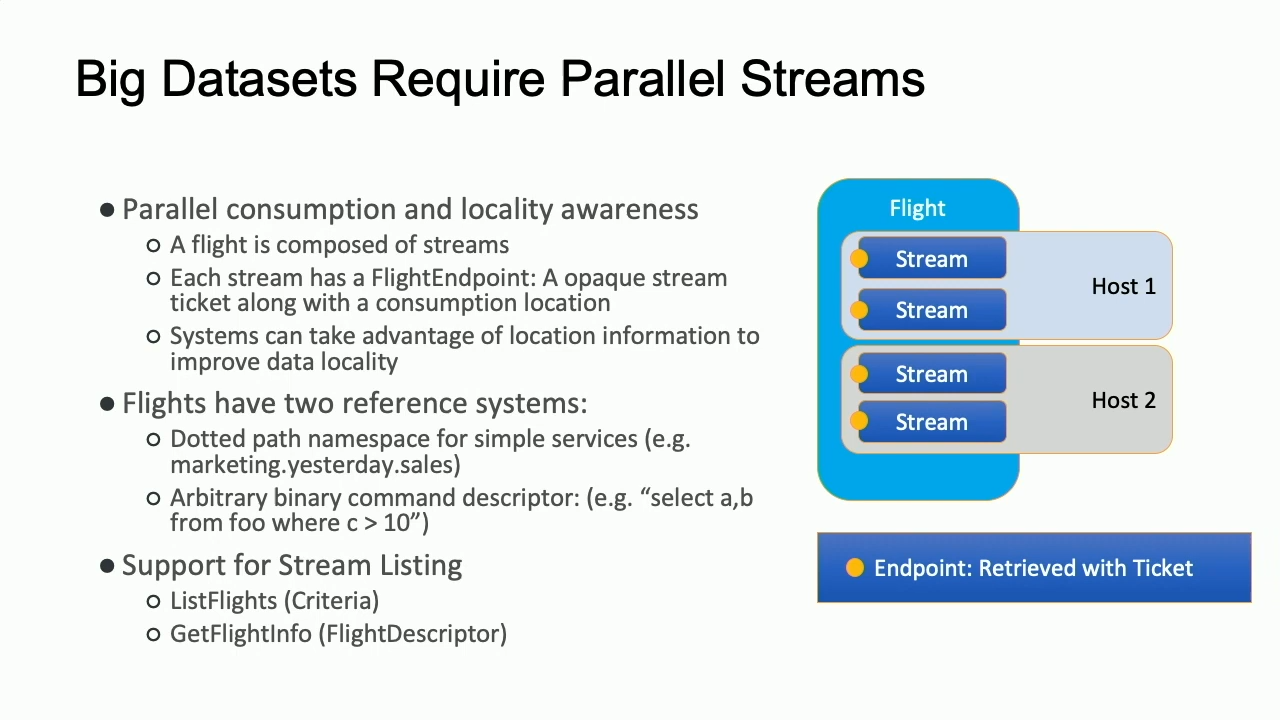 Big Datasets Require Parallel Streams
● Parallel consumption and locality awareness
○ A flight is composed of streams
○ Each stream has a FlightEndpoint: A opaque stream
ticket along with a consumption location
○ Systems can take advantage of location information to
improve data locality
● Flights have two reference systems:
○ Dotted path namespace for simple services (e.g.
marketing.yesterday.sales)
○ Arbitrary binary command descriptor: (e.g. “select a,b
from foo where c > 10”)
● Support for Stream Listing
○ ListFlights (Criteria)
○ GetFlightInfo (FlightDescriptor)
Flight
Stream
Stream
Host 1
Stream
Stream
Host 2
Endpoint: Retrieved with Ticket